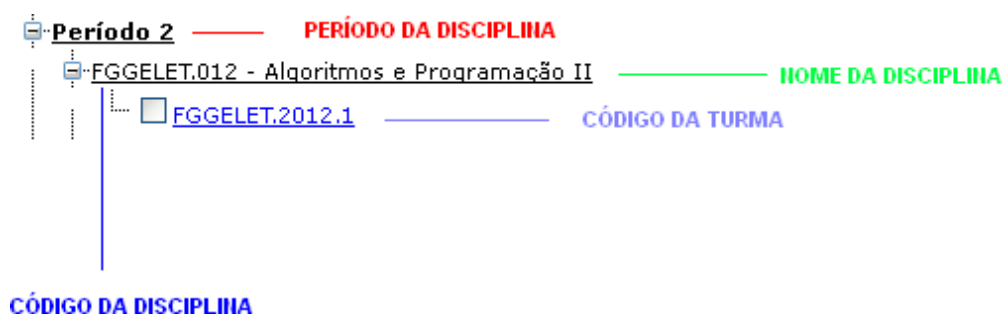 Período 2 PERÍODO DA DISCIPLINA
FGGELET.012 - Algoritmos e Programação II NOME DA DISCIPLINA
FGGELET.2012.1 CÓDIGO DA TURMA
CÓDIGO DA DISCIPLINA